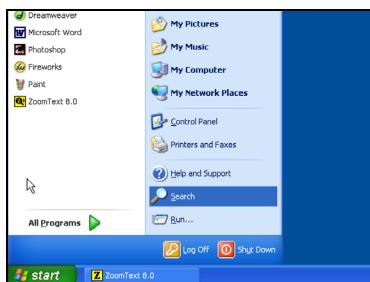 Dreamweaver
Microsoft Word
Photoshop
Fireworks
Paint
ZoomText 8.0
All Programs
My Pictures
My Music
My Computer
My Network Places
Control Panel
Printers and Faxes
Help and Support
Search
Run...
Log Off
Shut Down
start
ZoomText 8.0